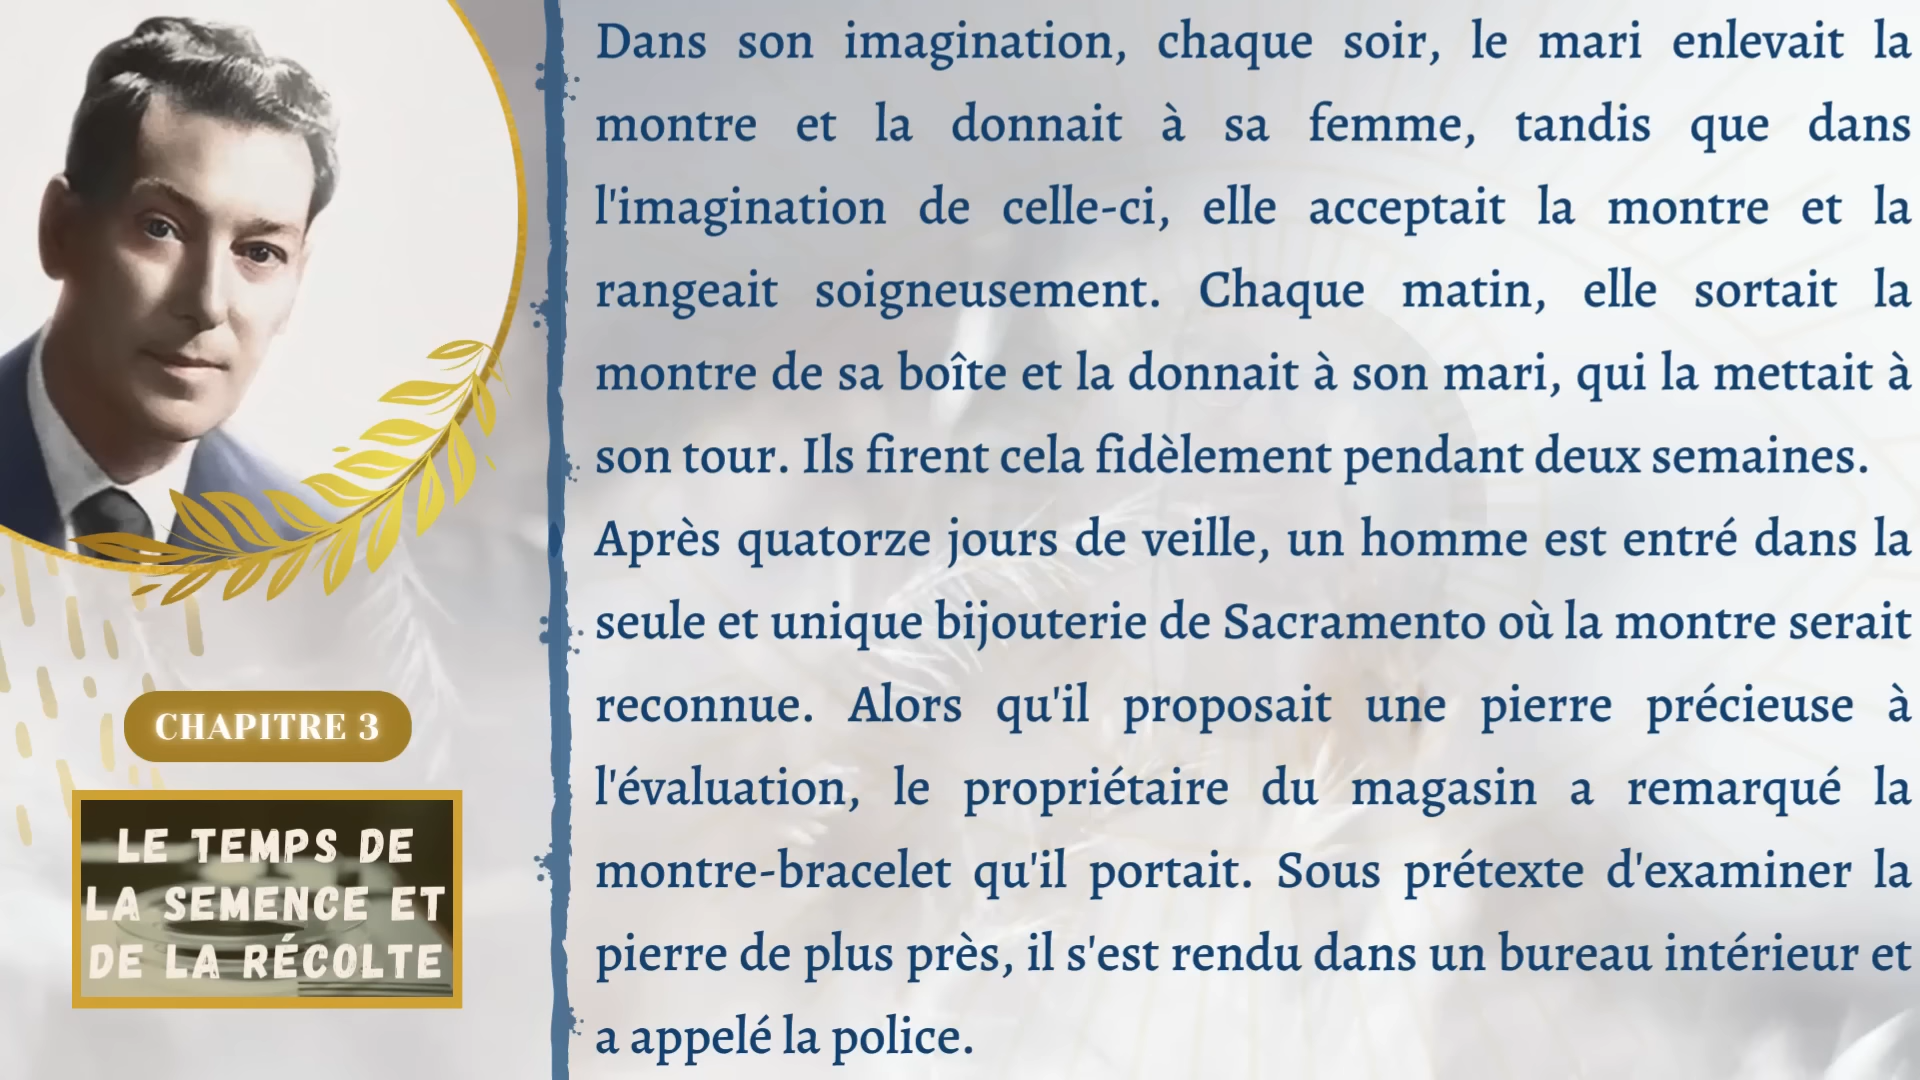 Dans son imagination, chaque soir, le mari enlevait la
montre et la donnait à sa femme, tandis que dans
l'imagination de celle-ci, elle acceptait la montre et la
rangeait soigneusement. Chaque matin, elle sortait la
montre de sa boîte et la donnait à son mari, qui la mettait à
son tour. Ils firent cela fidèlement pendant deux semaines.
Après quatorze jours de veille, un homme est entré dans la
seule et unique bijouterie de Sacramento où la montre serait
reconnue. Alors qu'il proposait une pierre précieuse à
l'évaluation, le propriétaire du magasin a remarqué la
montre-bracelet qu'il portait. Sous prétexte d'examiner la
pierre de plus près, il s'est rendu dans un bureau intérieur et
a appelé la police.
CHAPITRE 3
LE TEMPS DE
LA SEMENCE ET
DE LA RÉCOLTE